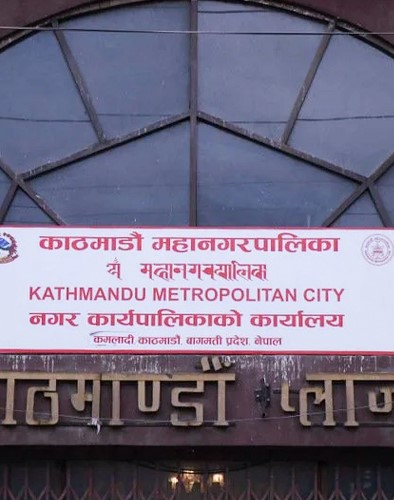 काठमाडौं महानगरपालिका
KATHMANDU METROPOLITAN CITY
नगर कार्यपालिकाको कार्यालय
कमलादी काठमाडौं, बागमती प्रदेश, नेपाल
काठमाण्डौं प्लाजा